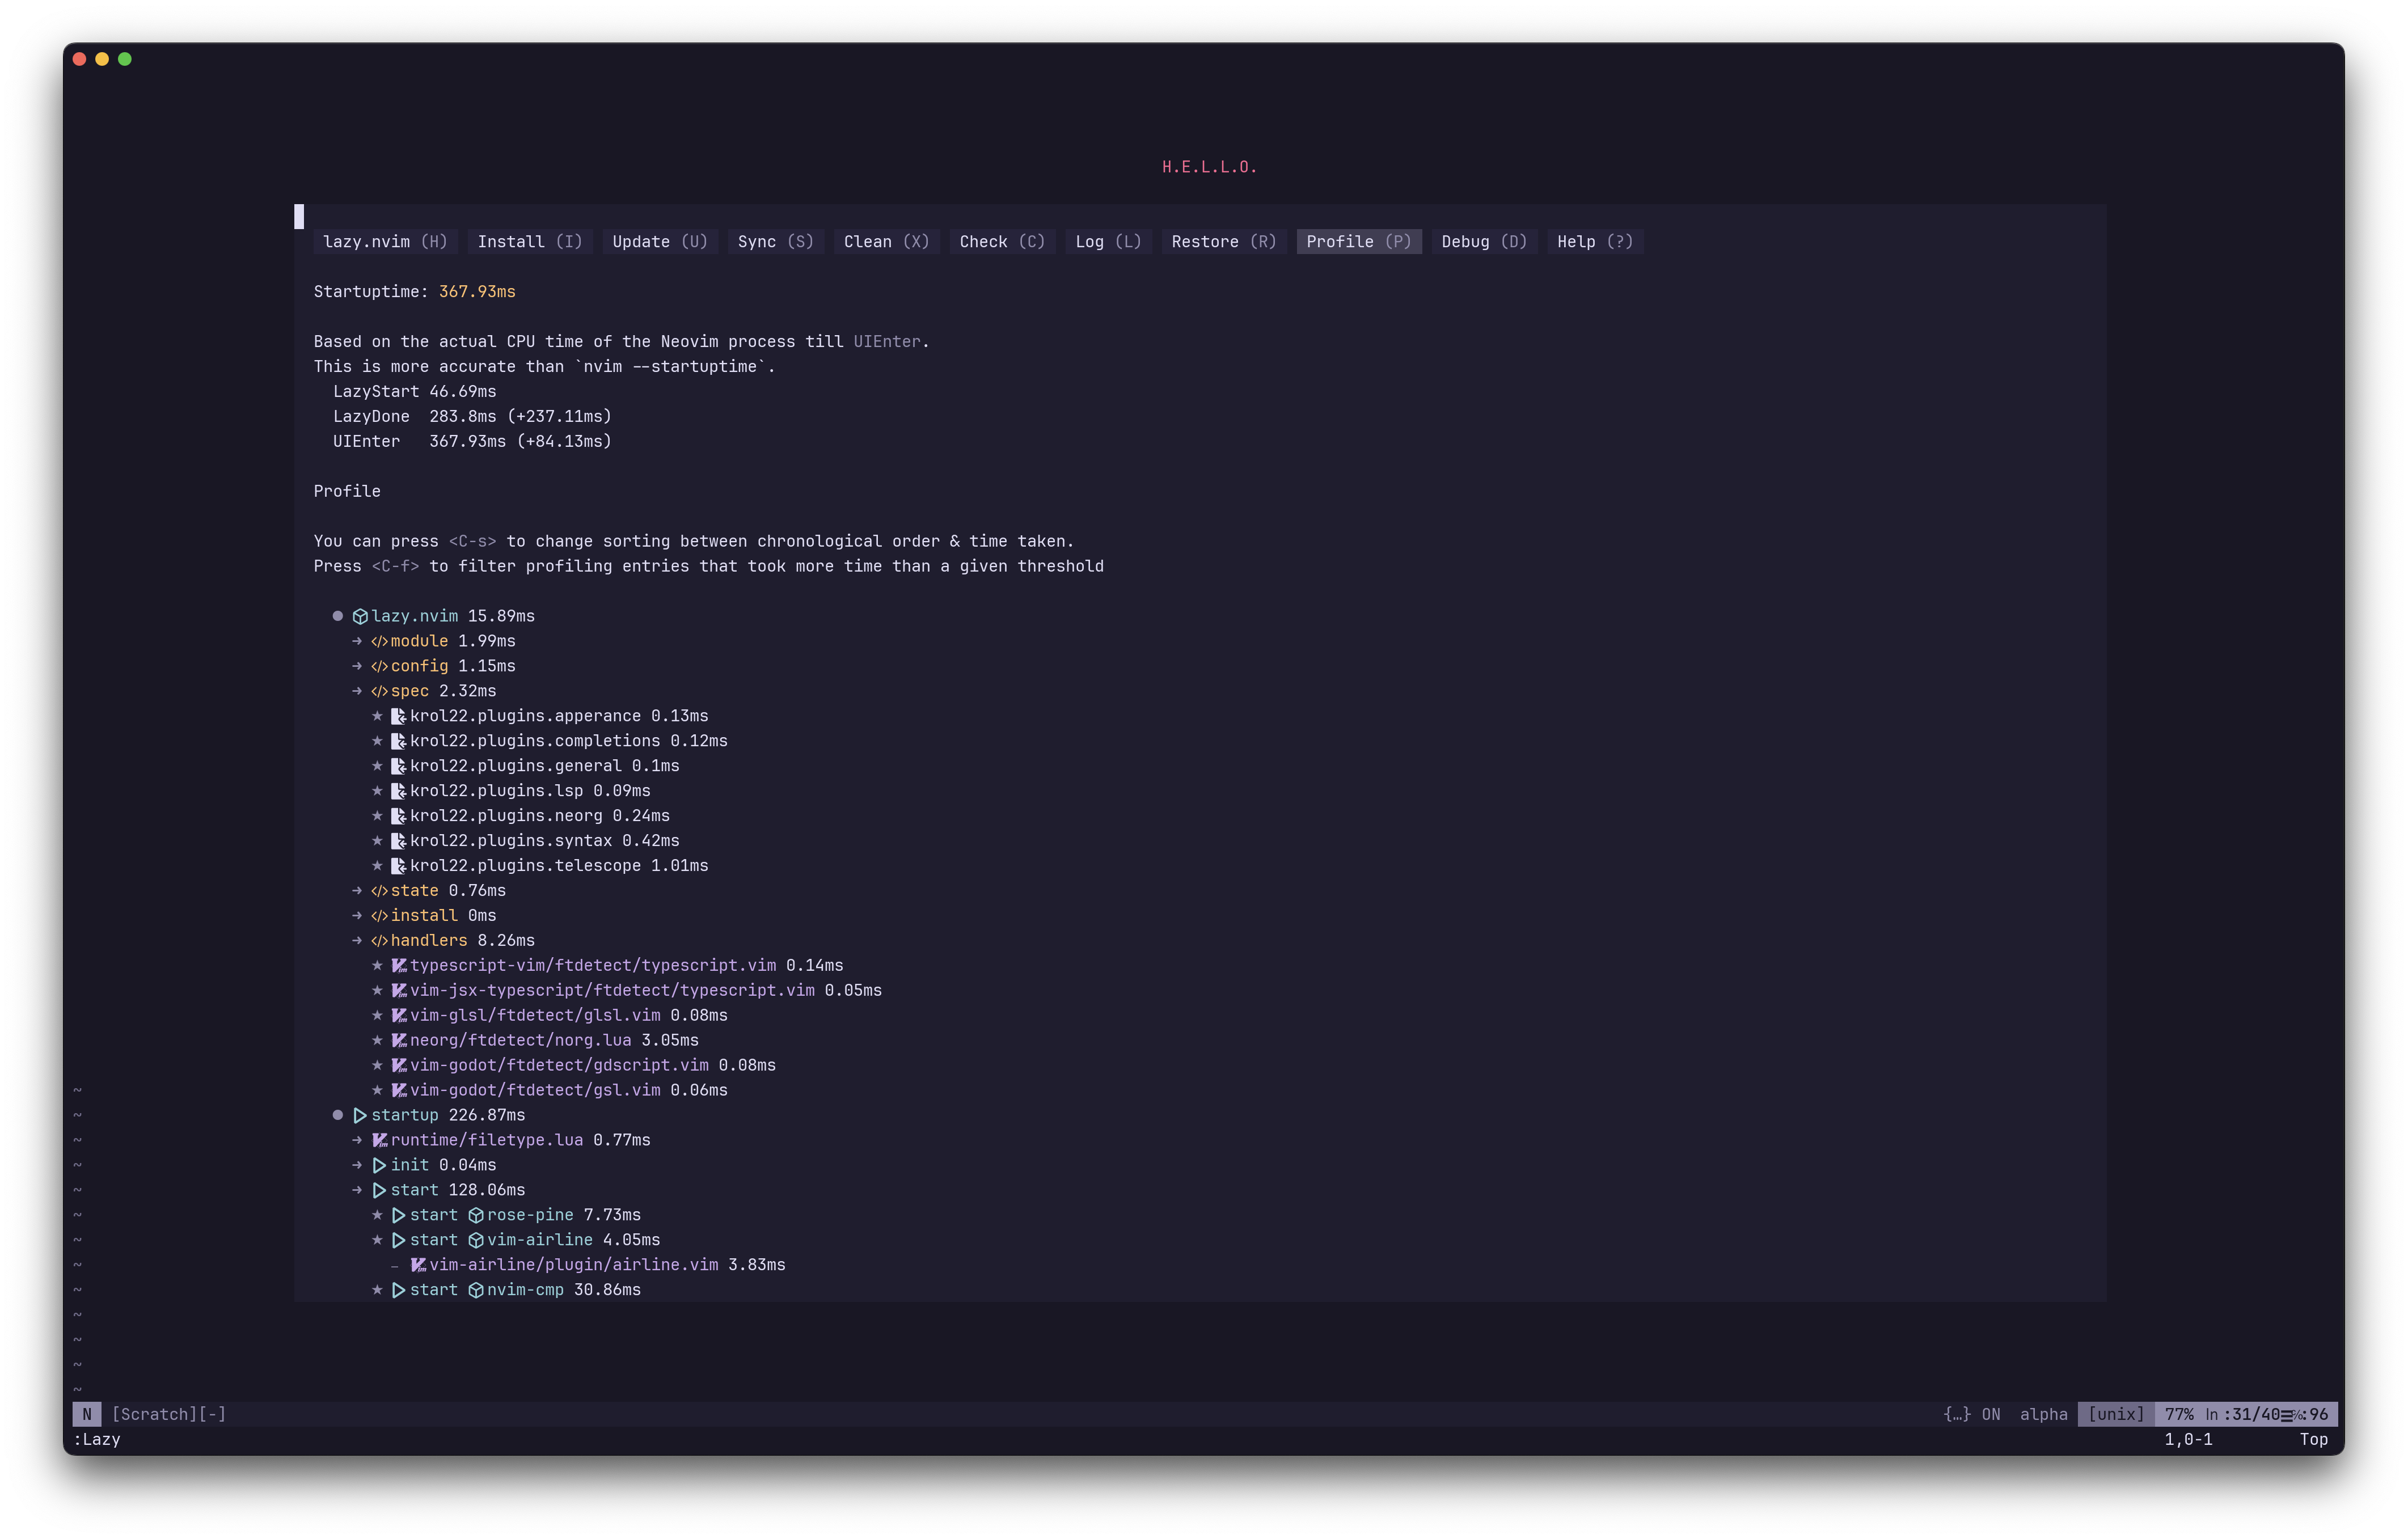 H.E.L.L.O.
lazy.nvim (H) Install (I) Update (U) Sync (S) Clean (X) Check (C) Log (L) Restore (R) Profile (P) Debug (D) Help (?)
Startuptime: 367.93ms
Based on the actual CPU time of the Neovim process till UIEnter.
This is more accurate than `nvim --startuptime`.
LazyStart 46.69ms
LazyDone 283.8ms (+237.11ms)
UIEnter 367.93ms (+84.13ms)
Profile
You can press <C-s> to change sorting between chronological order & time taken.
Press <C-f> to filter profiling entries that took more time than a given threshold
● lazy.nvim 15.89ms
➜ </> module 1.99ms
➜ </> config 1.15ms
➜ </> spec 2.32ms
★ krol22.plugins.apperance 0.13ms
★ krol22.plugins.completions 0.12ms
★ krol22.plugins.general 0.1ms
★ krol22.plugins.lsp 0.09ms
★ krol22.plugins.neorg 0.24ms
★ krol22.plugins.syntax 0.42ms
★ krol22.plugins.telescope 1.01ms
➜ </> state 0.76ms
➜ </> install 0ms
➜ </> handlers 8.26ms
★ typescript-vim/ftdetect/typescript.vim 0.14ms
★ vim-jsx-typescript/ftdetect/typescript.vim 0.05ms
★ vim-glsl/ftdetect/glsl.vim 0.08ms
★ neorg/ftdetect/norg.lua 3.05ms
★ vim-godot/ftdetect/gdscript.vim 0.08ms
~ ★ vim-godot/ftdetect/gsl.vim 0.06ms
~ ● startup 226.87ms
~ ➜ runtime/filetype.lua 0.77ms
~ ➜ init 0.04ms
~ ➜ start 128.06ms
~ ★ start rose-pine 7.73ms
~ ★ start vim-airline 4.05ms
~ ‒ vim-airline/plugin/airline.vim 3.83ms
~ ★ start nvim-cmp 30.86ms
~
~
~
~
N [Scratch][-] {…} ON alpha [unix] 77% ln :31/40☰℅:96
:Lazy 1,0-1 Top